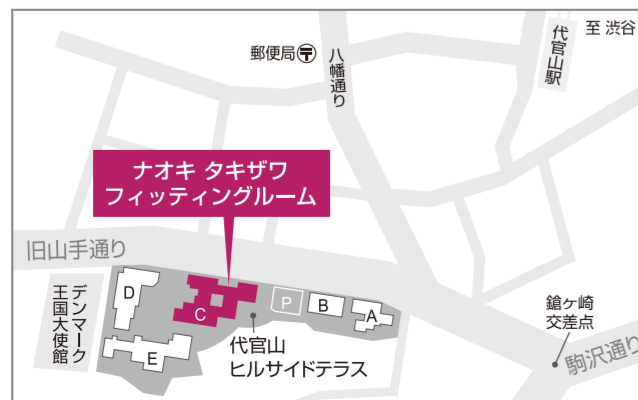 至 渋谷
代官山駅
郵便局〒
八幡通り
ナオキ タキザワ
フィッティングルーム
旧山手通り
デンマーク
王国大使館
D
C
P
B
A
E
代官山
ヒルサイドテラス
鎗ヶ崎
交差点
駒沢通り